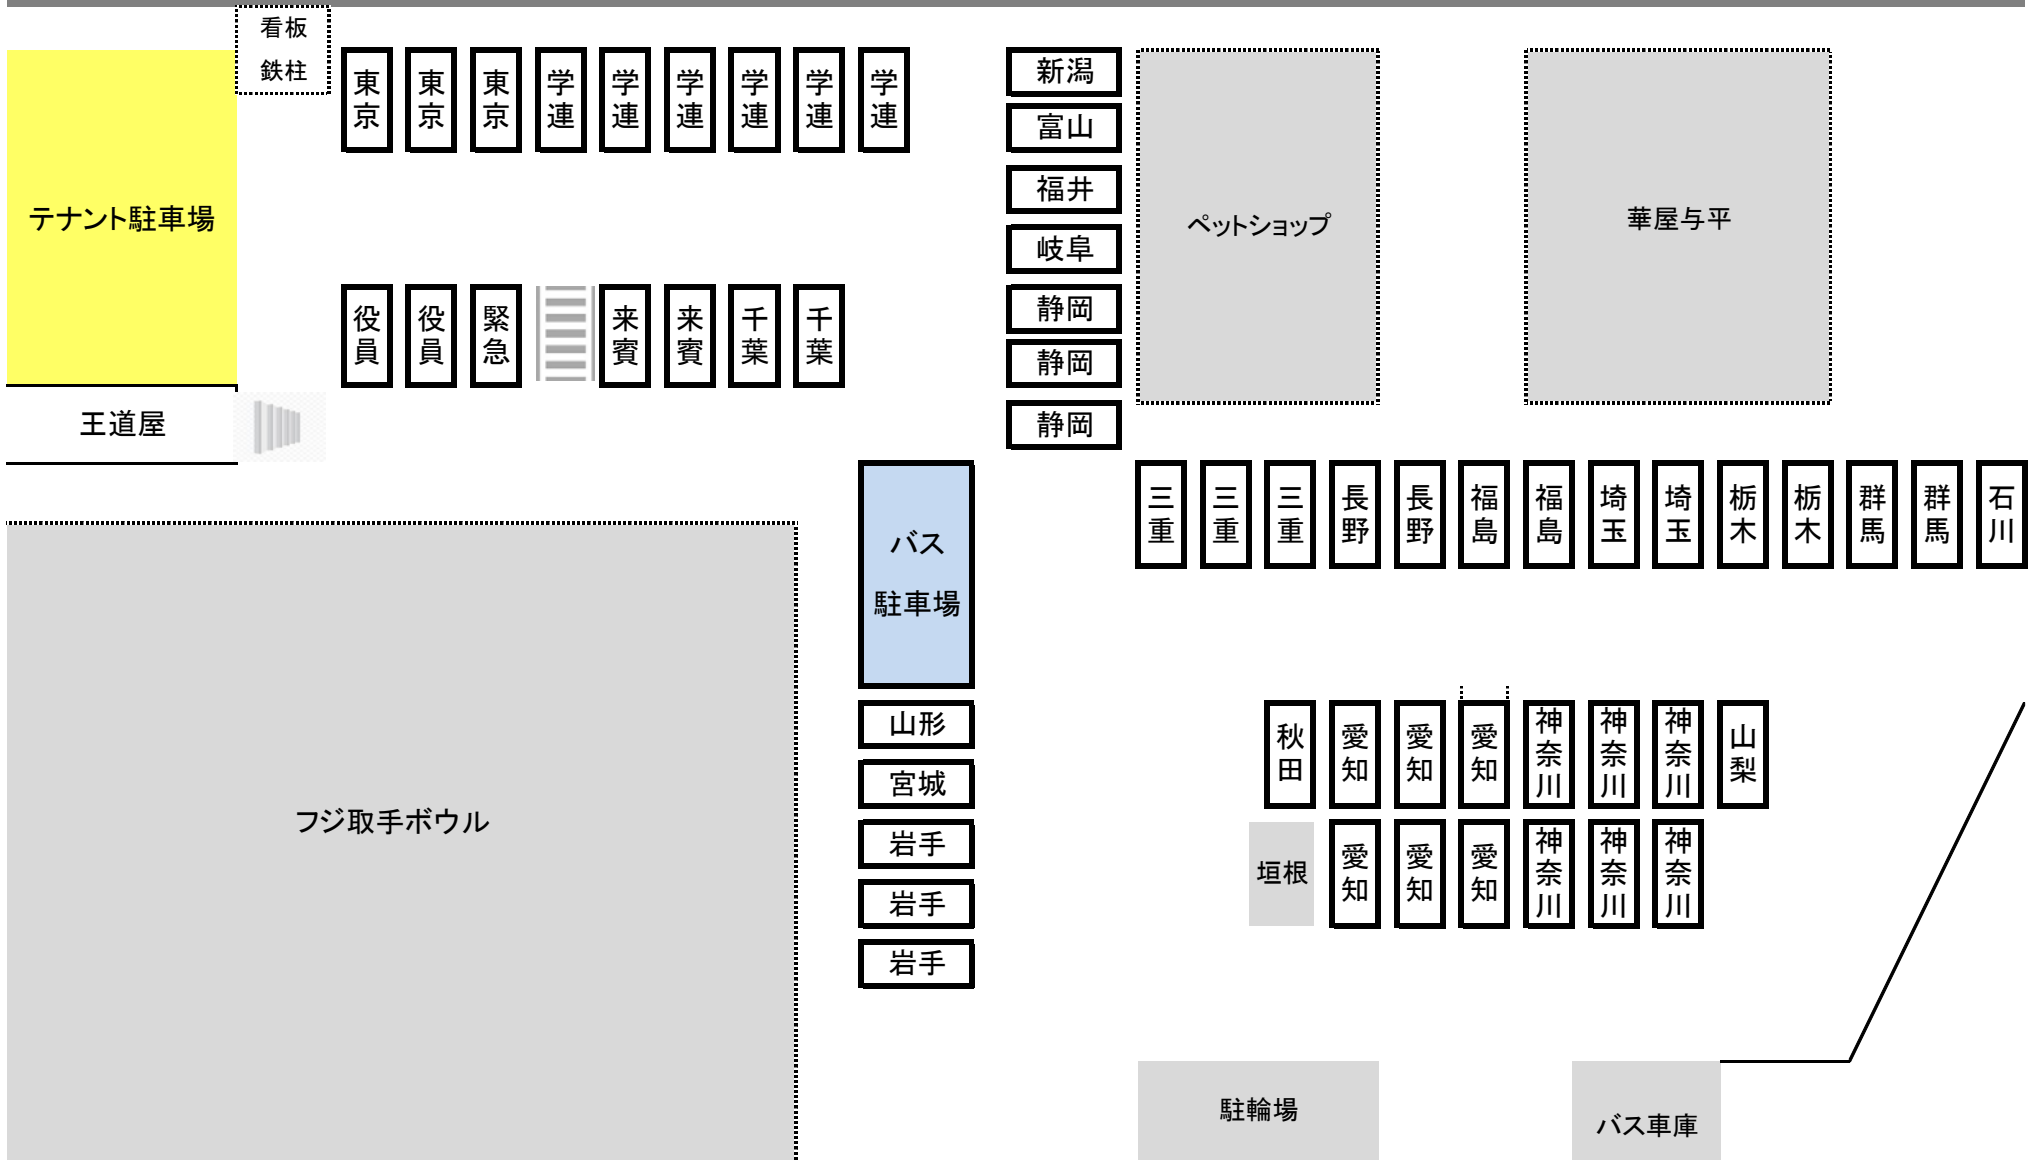 看板
鉄柱
東京 東京 東京 学連 学連 学連 学連 学連 学連
テナント駐車場
新潟
富山
福井
岐阜
静岡
静岡
静岡
ペットショップ
華屋与平
役員 役員 緊急 来賓 来賓 千葉 千葉
王道屋
バス
駐車場
三重 三重 三重 長野 長野 福島 福島 埼玉 埼玉 栃木 栃木 群馬 群馬 石川
フジ取手ボウル
山形
宮城
岩手
岩手
岩手
秋田 愛知 愛知 愛知 神奈川 神奈川 神奈川 山梨
垣根 愛知 愛知 愛知 神奈川 神奈川 神奈川
駐輪場
バス車庫